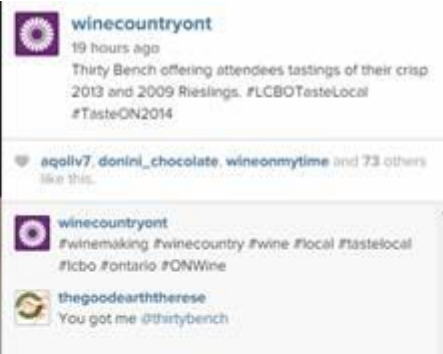 winecountryont
19 hours ago
Thirty Bench offering attendees tastings of their crisp
2013 and 2009 Rieslings. #LCBOTasteLocal
#TasteON2014
aqoliv7, donini_chocolate, wineonmytime and 73 others
like this.
winecountryont
#winemaking #winecountry #wine #local #tastelocal
#lcbo #ontario #ONWine
thegoodearththerese
You got me @thirtybench